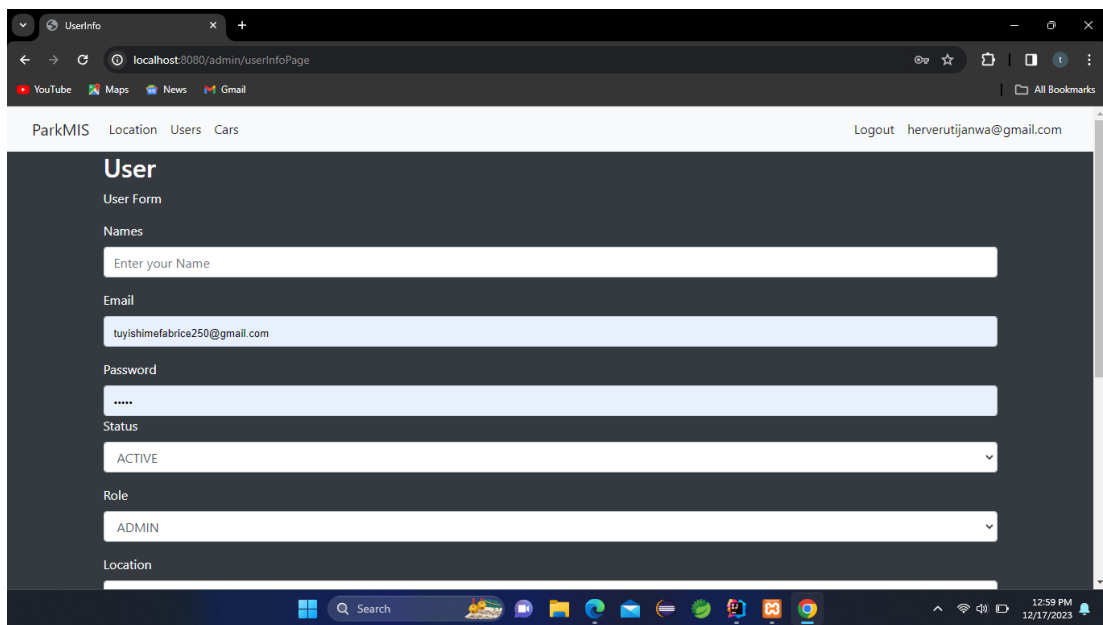 UserInfo
localhost:8080/admin/userInfoPage
t
YouTube Maps News Gmail All Bookmarks
ParkMIS Location Users Cars Logout herverutijanwa@gmail.com
User
User Form
Names
Enter your Name
Email
tuyishimefabrice250@gmail.com
Password
•••••
Status
ACTIVE
Role
ADMIN
Location
Search
12:59 PM
12/17/2023